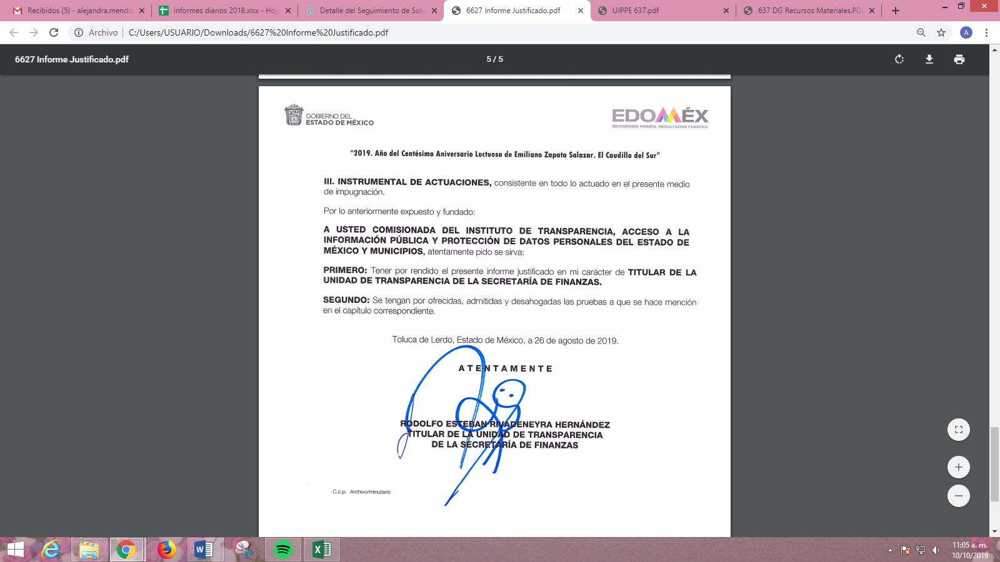 Recibidos (5) - alejandra.mendo
informes diarios 2018.xlsx - Hoja
Detalle del Seguimiento de Solic
6627 Informe Justificado.pdf
UIPPE 637.pdf
637 DG Recursos Materiales.PDF
Archivo
C:/Users/USUARIO/Downloads/6627%20Informe%20Justificado.pdf
A
6627 Informe Justificado.pdf
5 / 5
GOBIERNO DEL
ESTADO DE MÉXICO
EDOMÉX
DECISIONES FIRMES, RESULTADOS FUERTES.
"2019. Año del Centésimo Aniversario Luctuoso de Emiliano Zapata Salazar. El Caudillo del Sur"
III. INSTRUMENTAL DE ACTUACIONES, consistente en todo lo actuado en el presente medio
de impugnación.
Por lo anteriormente expuesto y fundado:
A USTED COMISIONADA DEL INSTITUTO DE TRANSPARENCIA, ACCESO A LA
INFORMACIÓN PÚBLICA Y PROTECCIÓN DE DATOS PERSONALES DEL ESTADO DE
MÉXICO Y MUNICIPIOS, atentamente pido se sirva:
PRIMERO: Tener por rendido el presente informe justificado en mi carácter de TITULAR DE LA
UNIDAD DE TRANSPARENCIA DE LA SECRETARÍA DE FINANZAS.
SEGUNDO: Se tengan por ofrecidas, admitidas y desahogadas las pruebas a que se hace mención
en el capítulo correspondiente.
Toluca de Lerdo, Estado de México, a 26 de agosto de 2019.
A T E N T A M E N T E
RODOLFO ESTEBAN RIVADENEYRA HERNÁNDEZ
TITULAR DE LA UNIDAD DE TRANSPARENCIA
DE LA SECRETARÍA DE FINANZAS
C.c.p. Archivo/minutario
11:05 a. m.
10/10/2019